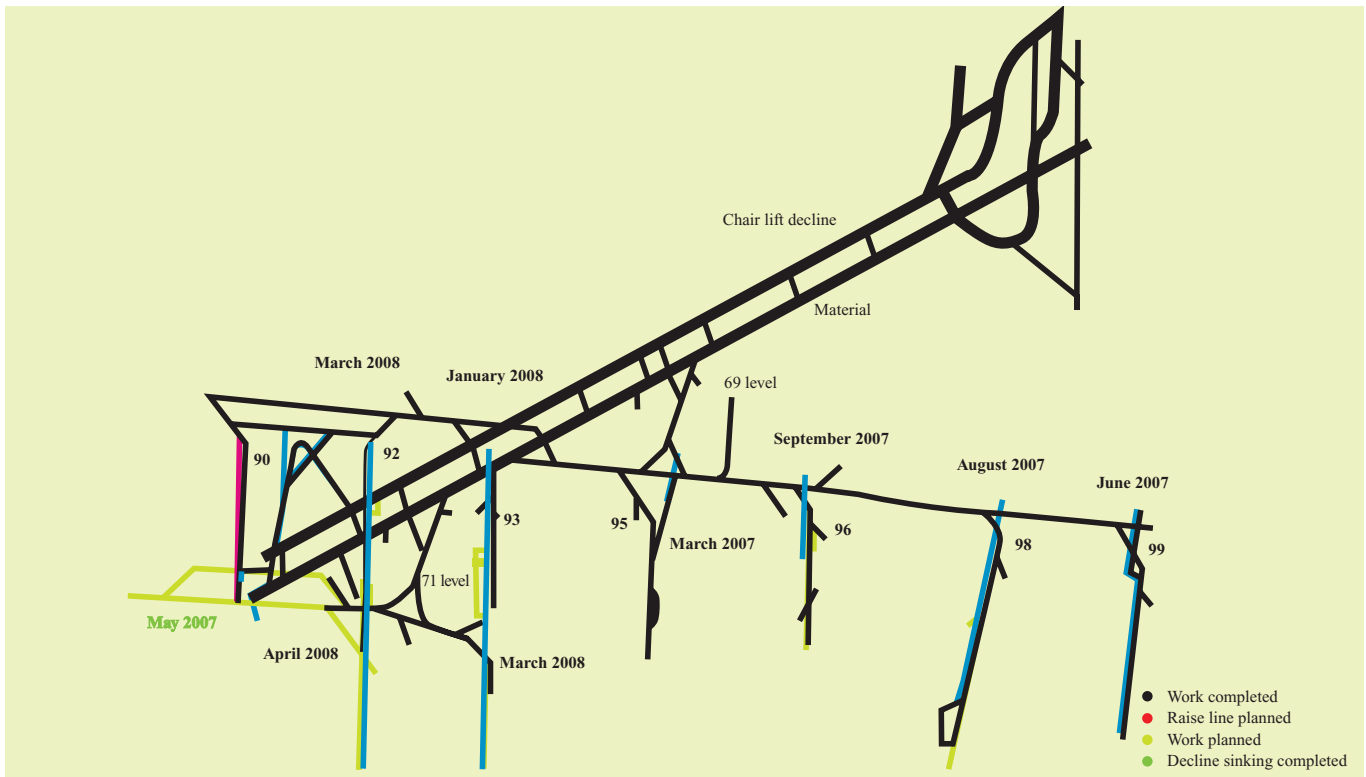 Chair lift decline
Material
March 2008
January 2008
69 level
September 2007
August 2007
June 2007
90
92
93
95
96
98
99
March 2007
71 level
May 2007
April 2008
March 2008
Work completed
Raise line planned
Work planned
Decline sinking completed